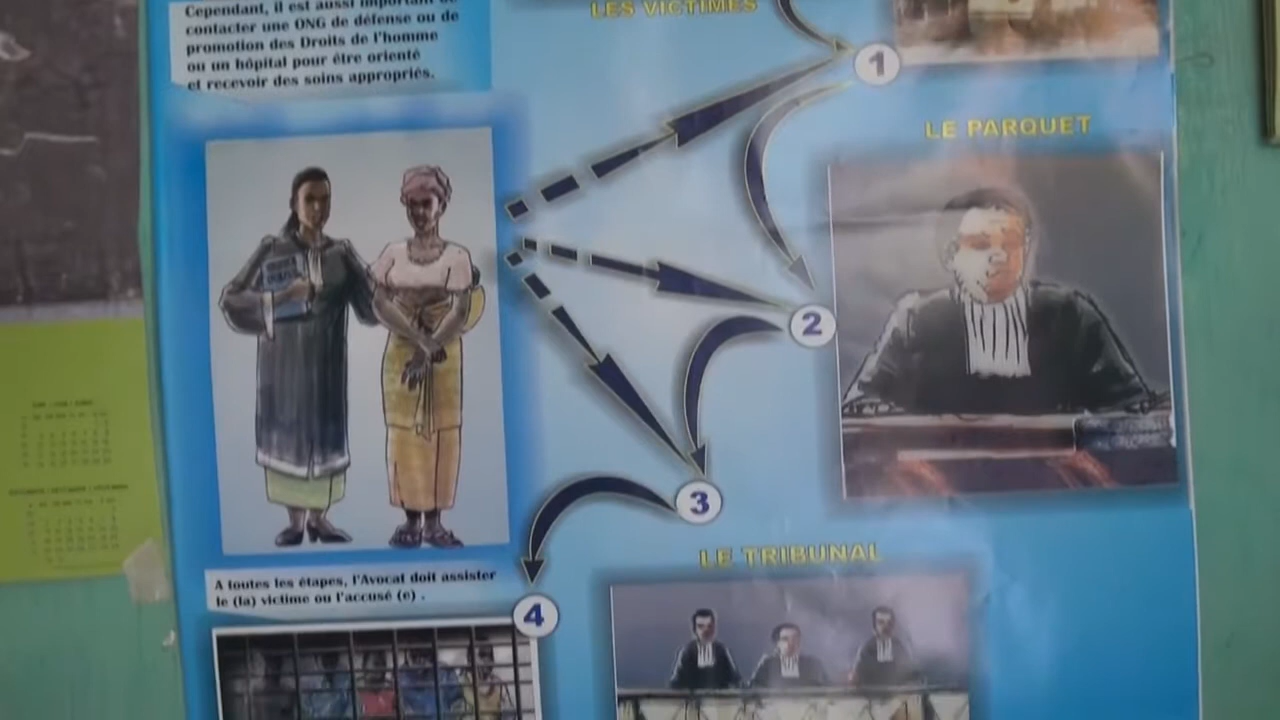 Cependant, il est aussi important de
contacter une ONG de défense ou de
promotion des Droits de l'homme
ou un hôpital pour être orienté
et recevoir des soins appropriés.
LES VICTIMES
1
LE PARQUET
2
3
LE TRIBUNAL
A toutes les étapes, l'Avocat doit assister
le (la) victime ou l'accusé (e) .
4